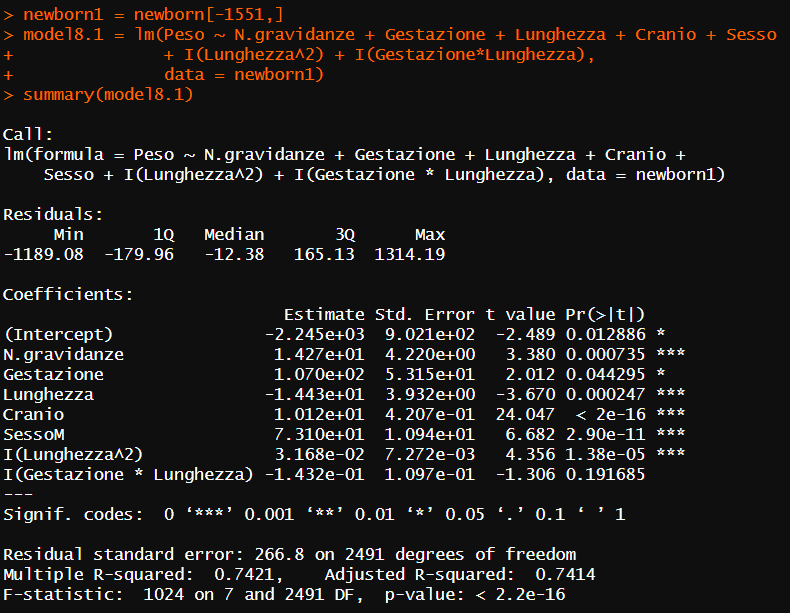 > newborn1 = newborn[-1551,]
> model8.1 = lm(Peso ~ N.gravidanze + Gestazione + Lunghezza + Cranio + Sesso
+               + I(Lunghezza^2) + I(Gestazione*Lunghezza),
+               data = newborn1)
> summary(model8.1)

Call:
lm(formula = Peso ~ N.gravidanze + Gestazione + Lunghezza + Cranio +
    Sesso + I(Lunghezza^2) + I(Gestazione * Lunghezza), data = newborn1)

Residuals:
     Min       1Q   Median       3Q      Max
-1189.08  -179.96   -12.38   165.13  1314.19

Coefficients:
                            Estimate Std. Error t value Pr(>|t|)
(Intercept)               -2.245e+03  9.021e+02  -2.489 0.012886 *
N.gravidanze               1.427e+01  4.220e+00   3.380 0.000735 ***
Gestazione                 1.070e+02  5.315e+01   2.012 0.044295 *
Lunghezza                 -1.443e+01  3.932e+00  -3.670 0.000247 ***
Cranio                     1.012e+01  4.207e-01  24.047  < 2e-16 ***
SessoM                     7.310e+01  1.094e+01   6.682 2.90e-11 ***
I(Lunghezza^2)             3.168e-02  7.272e-03   4.356 1.38e-05 ***
I(Gestazione * Lunghezza) -1.432e-01  1.097e-01  -1.306 0.191685
---
Signif. codes:  0 ‘***’ 0.001 ‘**’ 0.01 ‘*’ 0.05 ‘.’ 0.1 ‘ ’ 1

Residual standard error: 266.8 on 2491 degrees of freedom
Multiple R-squared:  0.7421,    Adjusted R-squared:  0.7414
F-statistic:  1024 on 7 and 2491 DF,  p-value: < 2.2e-16